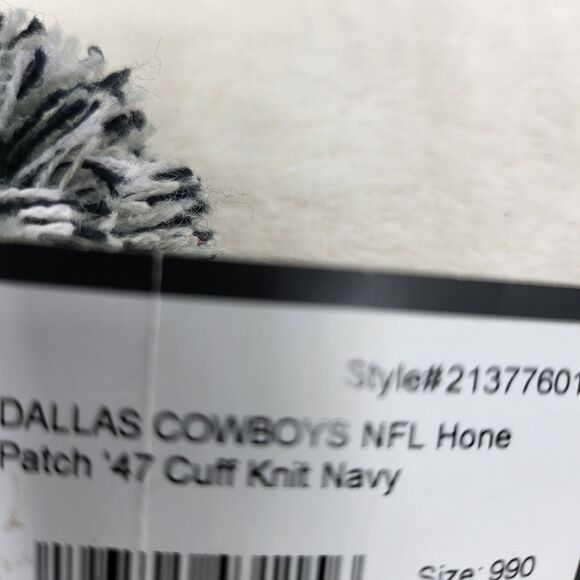 Style#21377601
DALLAS COWBOYS NFL Hone
Patch '47 Cuff Knit Navy
Size: 990